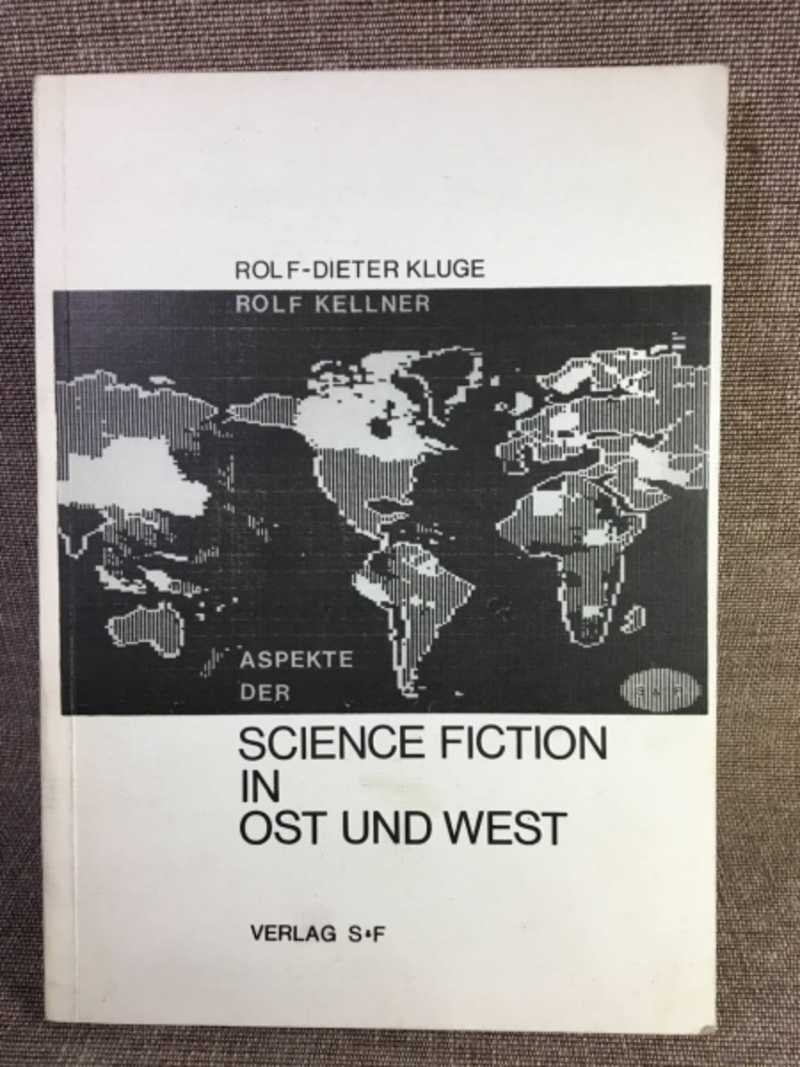 ROLF-DIETER KLUGE
ROLF KELLNER
ASPEKTE
DER
S & F
SCIENCE FICTION
IN
OST UND WEST
VERLAG S&F